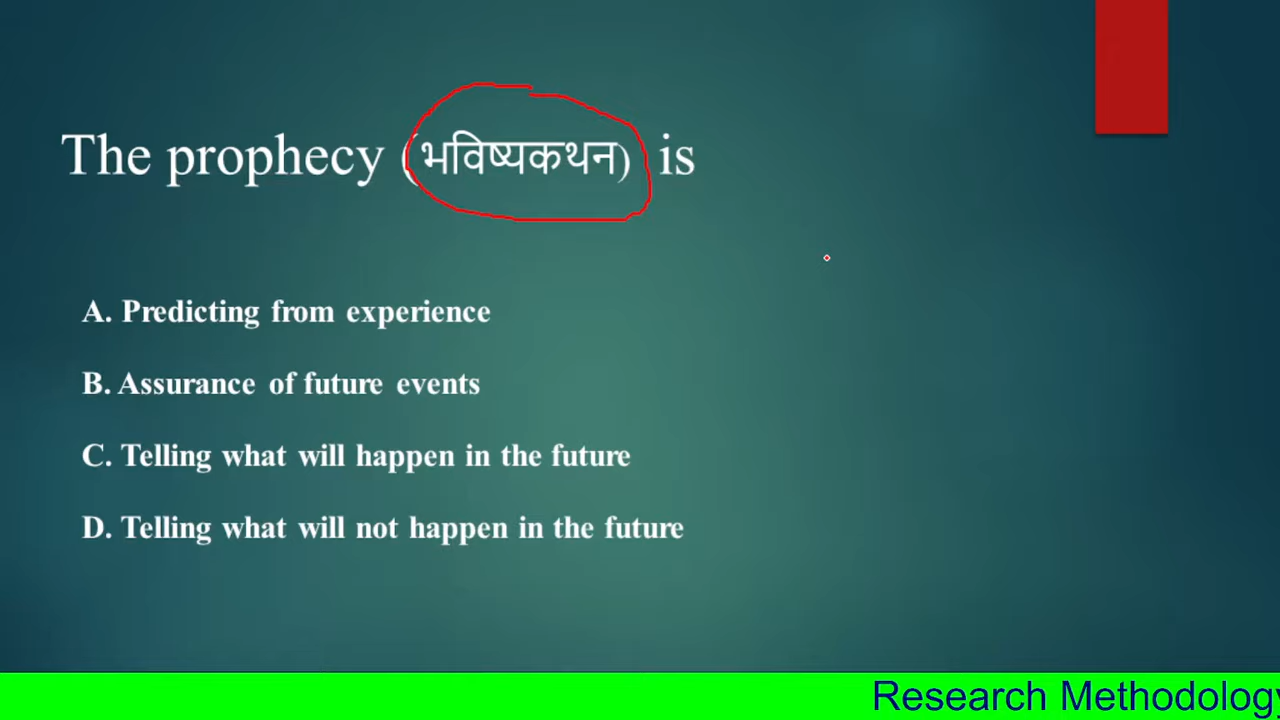 The prophecy (भविष्यकथन) is
A. Predicting from experience
B. Assurance of future events
C. Telling what will happen in the future
D. Telling what will not happen in the future
Research Methodology